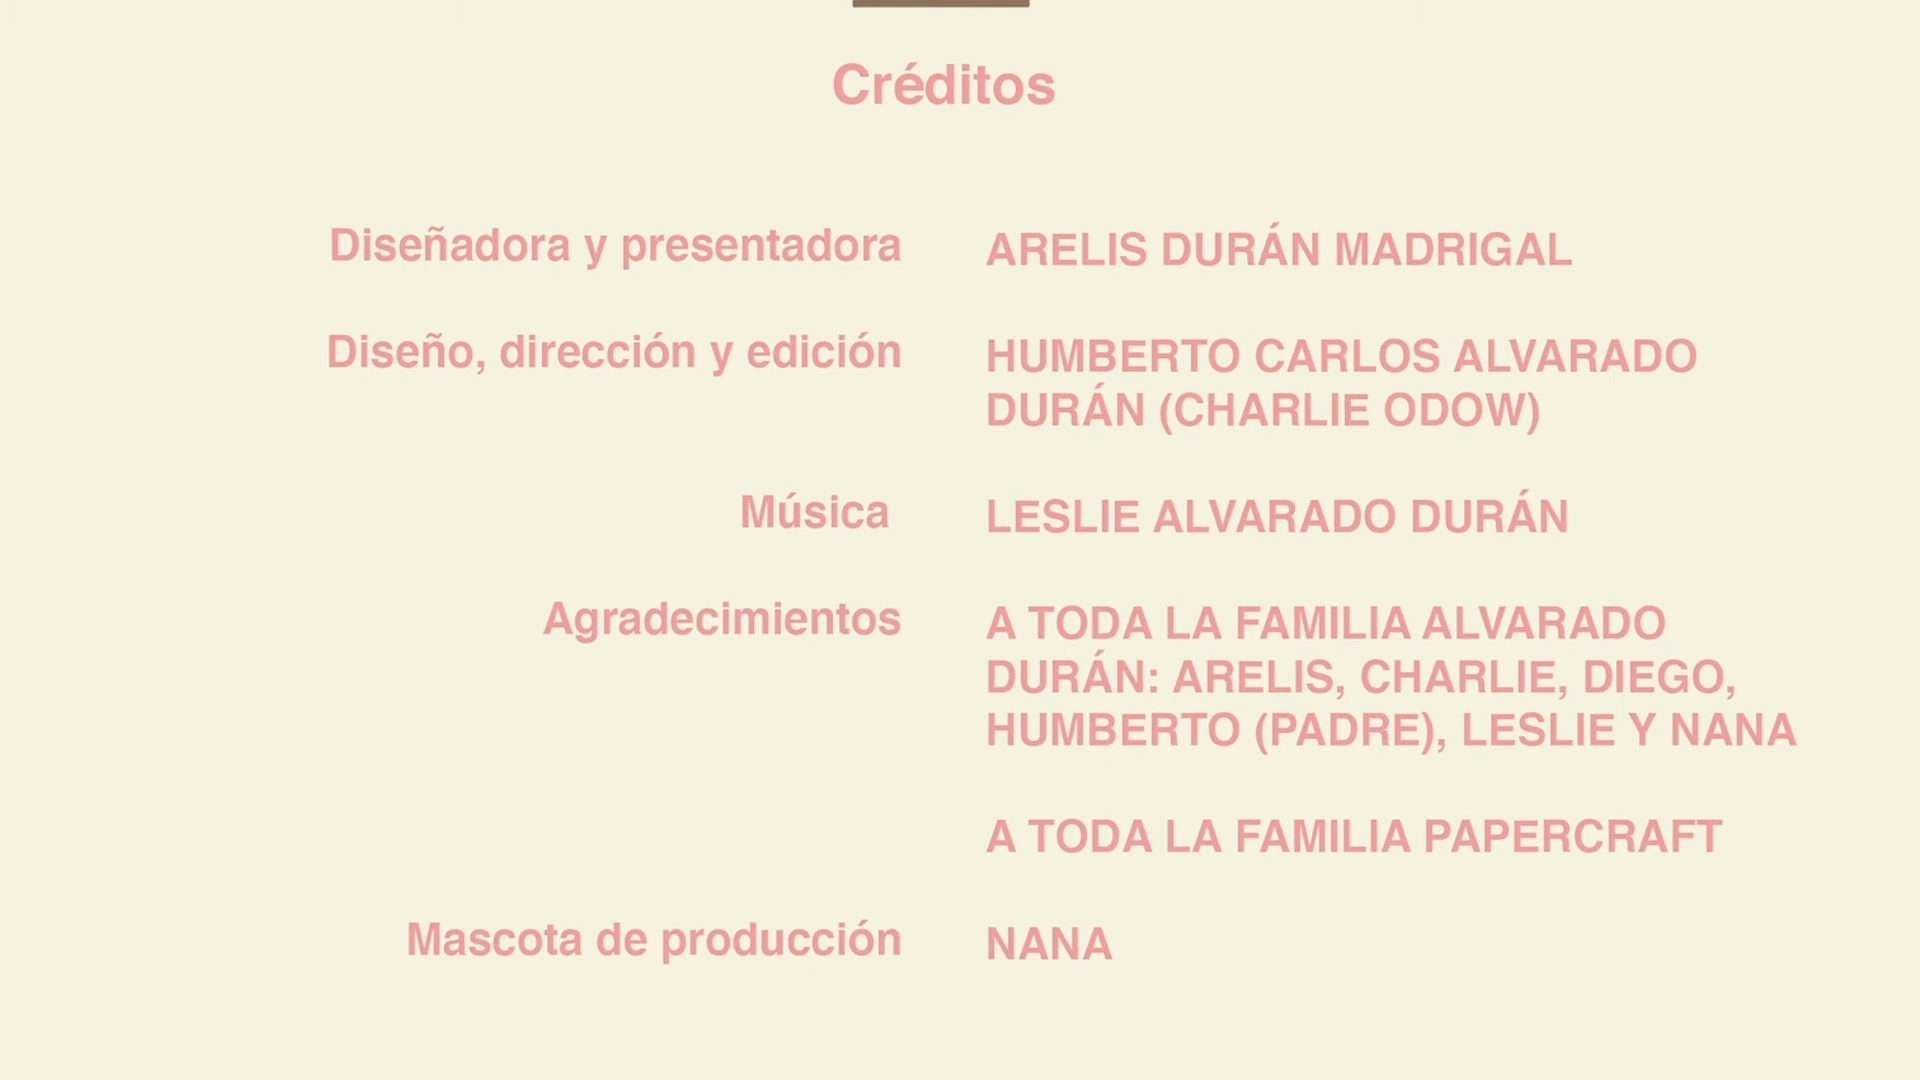 Créditos
Diseñadora y presentadora ARELIS DURÁN MADRIGAL
Diseño, dirección y edición HUMBERTO CARLOS ALVARADO
DURÁN (CHARLIE ODOW)
Música LESLIE ALVARADO DURÁN
Agradecimientos A TODA LA FAMILIA ALVARADO
DURÁN: ARELIS, CHARLIE, DIEGO,
HUMBERTO (PADRE), LESLIE Y NANA
A TODA LA FAMILIA PAPERCRAFT
Mascota de producción NANA